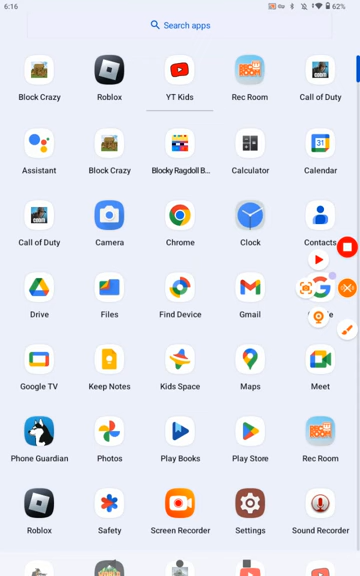 6:16
62%
Search apps
Block Crazy
Roblox
YT Kids
Rec Room
Call of Duty
Assistant
Block Crazy
Blocky Ragdoll B...
Calculator
31
Calendar
Call of Duty
Camera
Chrome
Clock
Contacts
Drive
Files
Find Device
Gmail
Google TV
Keep Notes
Kids Space
Maps
Meet
Phone Guardian
Photos
Play Books
Play Store
Rec Room
Roblox
Safety
Screen Recorder
Settings
Sound Recorder